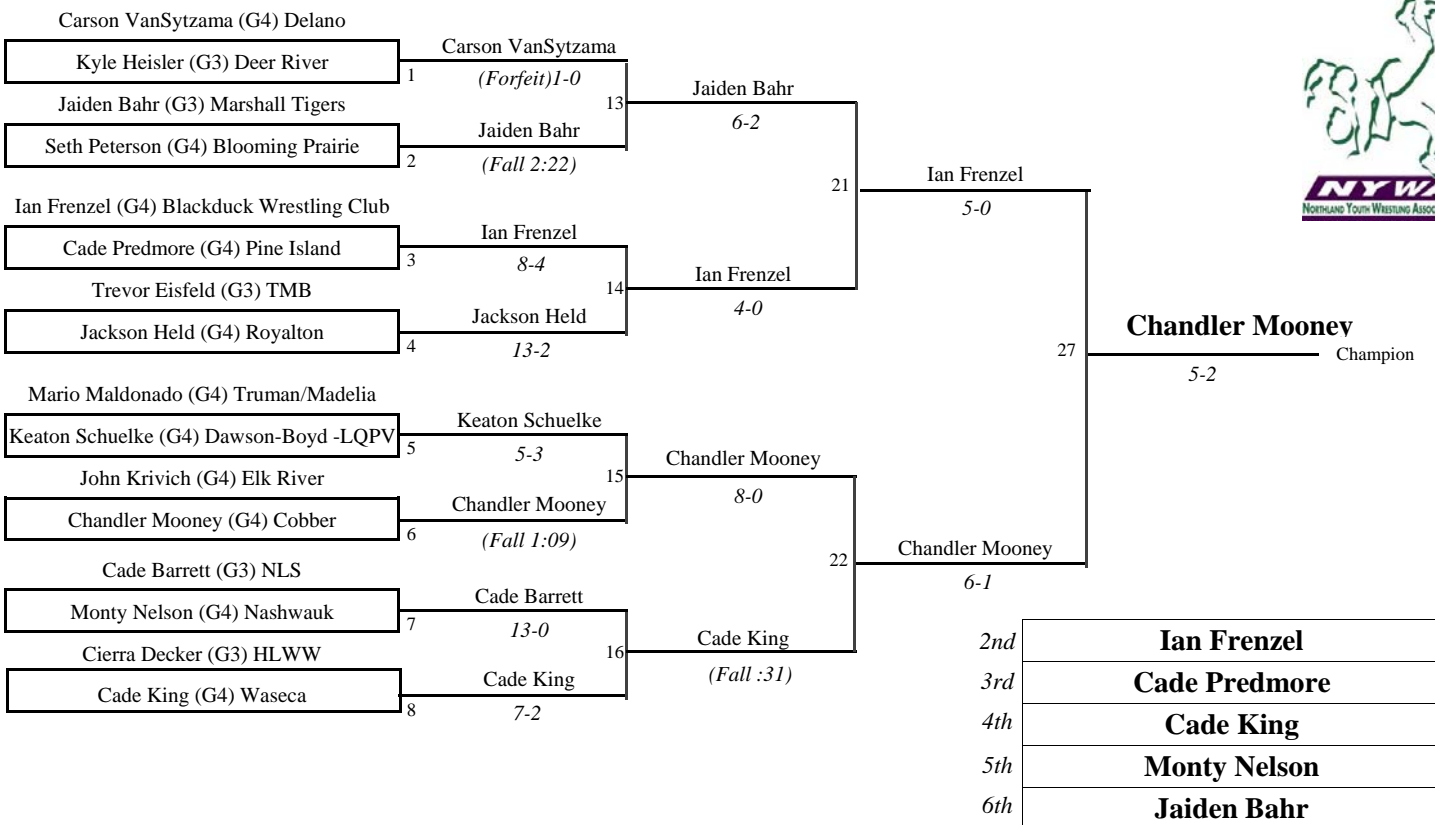 Carson VanSytzama (G4) Delano
Kyle Heisler (G3) Deer River
1
Carson VanSytzama
(Forfeit)1-0
Jaiden Bahr (G3) Marshall Tigers
Seth Peterson (G4) Blooming Prairie
2
Jaiden Bahr
(Fall 2:22)
13
Jaiden Bahr
6-2
Ian Frenzel (G4) Blackduck Wrestling Club
Cade Predmore (G4) Pine Island
3
Ian Frenzel
8-4
Trevor Eisfeld (G3) TMB
Jackson Held (G4) Royalton
4
Jackson Held
13-2
14
Ian Frenzel
4-0
21
Ian Frenzel
5-0
Mario Maldonado (G4) Truman/Madelia
Keaton Schuelke (G4) Dawson-Boyd -LQPV
5
Keaton Schuelke
5-3
John Krivich (G4) Elk River
Chandler Mooney (G4) Cobber
6
Chandler Mooney
(Fall 1:09)
15
Chandler Mooney
8-0
Cade Barrett (G3) NLS
Monty Nelson (G4) Nashwauk
7
Cade Barrett
13-0
Cierra Decker (G3) HLWW
Cade King (G4) Waseca
8
Cade King
7-2
16
Cade King
(Fall :31)
22
Chandler Mooney
6-1
27
Chandler Mooney
Champion
5-2
NYW
Northland Youth Wrestling
2nd Ian Frenzel
3rd Cade Predmore
4th Cade King
5th Monty Nelson
6th Jaiden Bahr